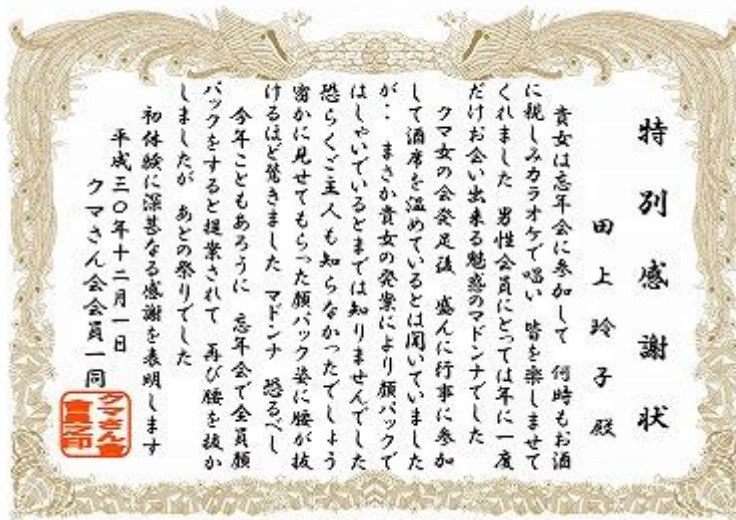 特別感謝状
田上玲子殿
貴女は忘年会に参加して 何時もお酒
に親しみカラオケで唱い 皆を楽しませて
くれました 男性会員にとっては年に一度
だけお会い出来る魅惑のマドンナでした
クマ女の会発足後 盛んに行事に参加
して酒席を温めているとは聞いていました
が‥ まさか貴女の発案により顔パックで
はしゃいでいるとまでは知りませんでした
恐らくご主人も知らなかったでしょう
密かに見せてもらった顔パック姿に腰が抜
けるほど驚きました マドンナ 恐るべし
今年こともあろうに 忘年会で全員顔
パックをすると提案されて 再び腰を抜か
しましたが あとの祭りでした
初体験に深甚なる感謝を表明します
平成三〇年十二月一日
クマさん会会員一同
クマさん會
會員之印